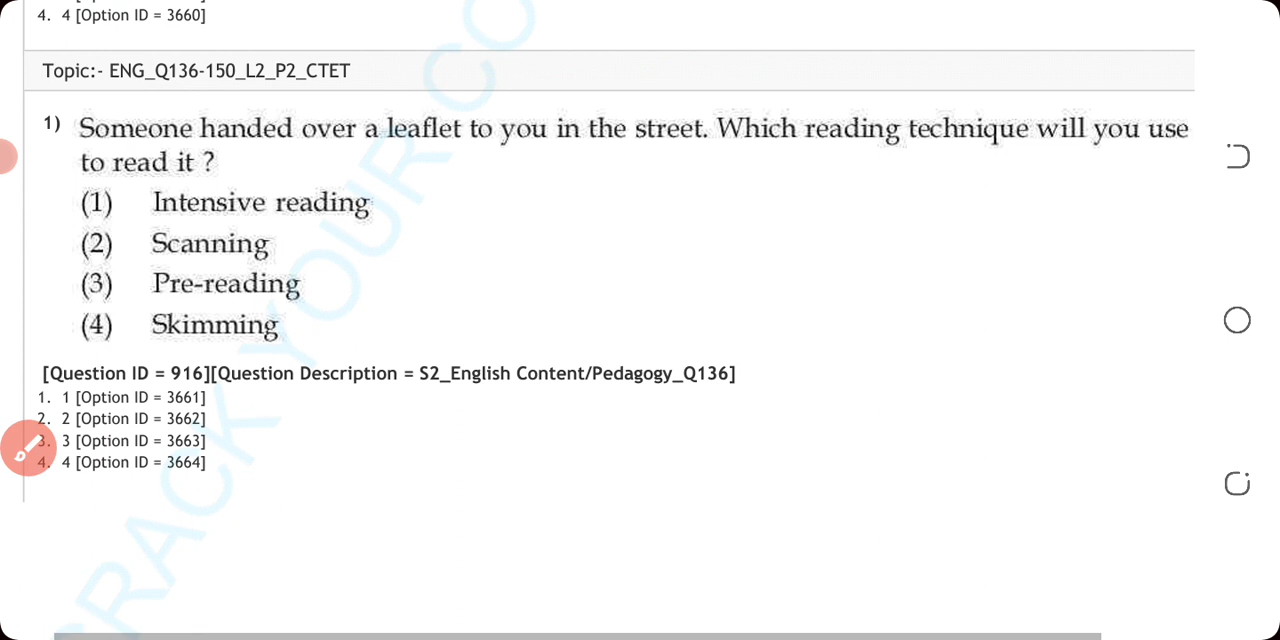 4. 4 [Option ID = 3660]
Topic:- ENG_Q136-150_L2_P2_CTET
1) Someone handed over a leaflet to you in the street. Which reading technique will you use
to read it ?
(1) Intensive reading
(2) Scanning
(3) Pre-reading
(4) Skimming
[Question ID = 916][Question Description = S2_English Content/Pedagogy_Q136]
1. 1 [Option ID = 3661]
2. 2 [Option ID = 3662]
3. 3 [Option ID = 3663]
4. 4 [Option ID = 3664]
CRACK YOUR CO